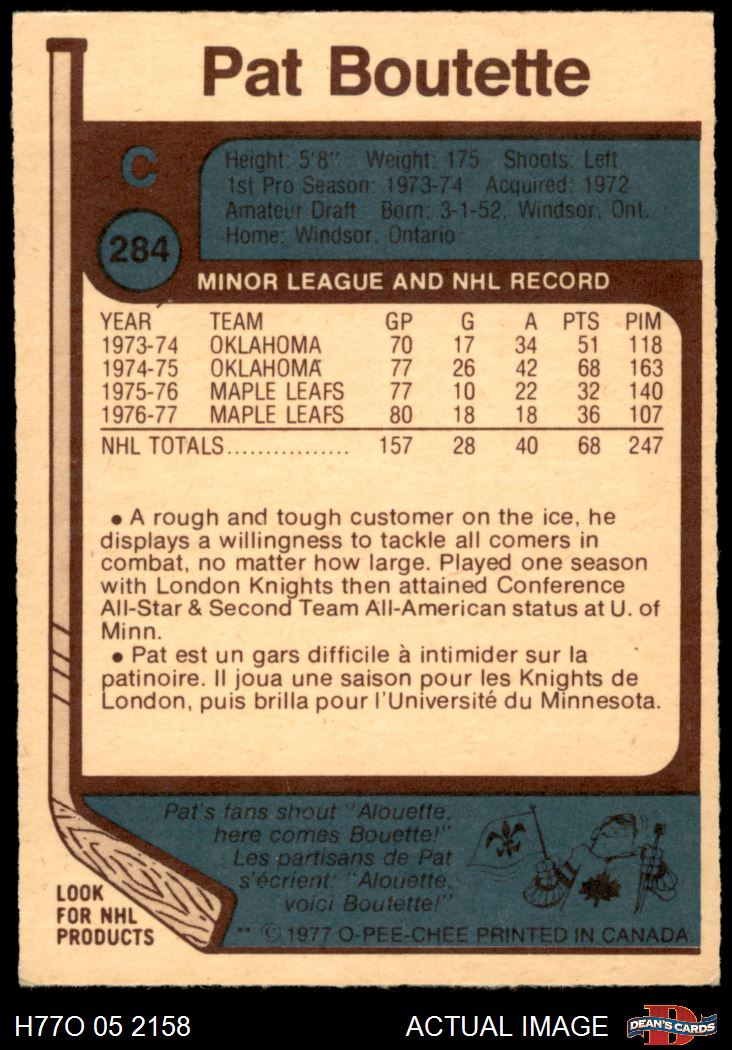 Pat Boutette
C
Height: 5'8" Weight: 175 Shoots: Left
1st Pro Season: 1973-74 Acquired: 1972
Amateur Draft Born: 3-1-52, Windsor, Ont.
Home: Windsor, Ontario
284
MINOR LEAGUE AND NHL RECORD
YEAR TEAM GP G A PTS PIM
1973-74 OKLAHOMA 70 17 34 51 118
1974-75 OKLAHOMA 77 26 42 68 163
1975-76 MAPLE LEAFS 77 10 22 32 140
1976-77 MAPLE LEAFS 80 18 18 36 107
NHL TOTALS................ 157 28 40 68 247
• A rough and tough customer on the ice, he
displays a willingness to tackle all comers in
combat, no matter how large. Played one season
with London Knights then attained Conference
All-Star & Second Team All-American status at U. of
Minn.
• Pat est un gars difficile à intimider sur la
patinoire. Il joua une saison pour les Knights de
London, puis brilla pour l'Université du Minnesota.
Pat's fans shout "Alouette,
here comes Bouette!"
Les partisans de Pat
s'écrient: "Alouette,
voici Boutette!"
LOOK
FOR NHL
PRODUCTS
** © 1977 O-PEE-CHEE PRINTED IN CANADA.
H77O 05 2158 ACTUAL IMAGE D DEAN'S CARDS